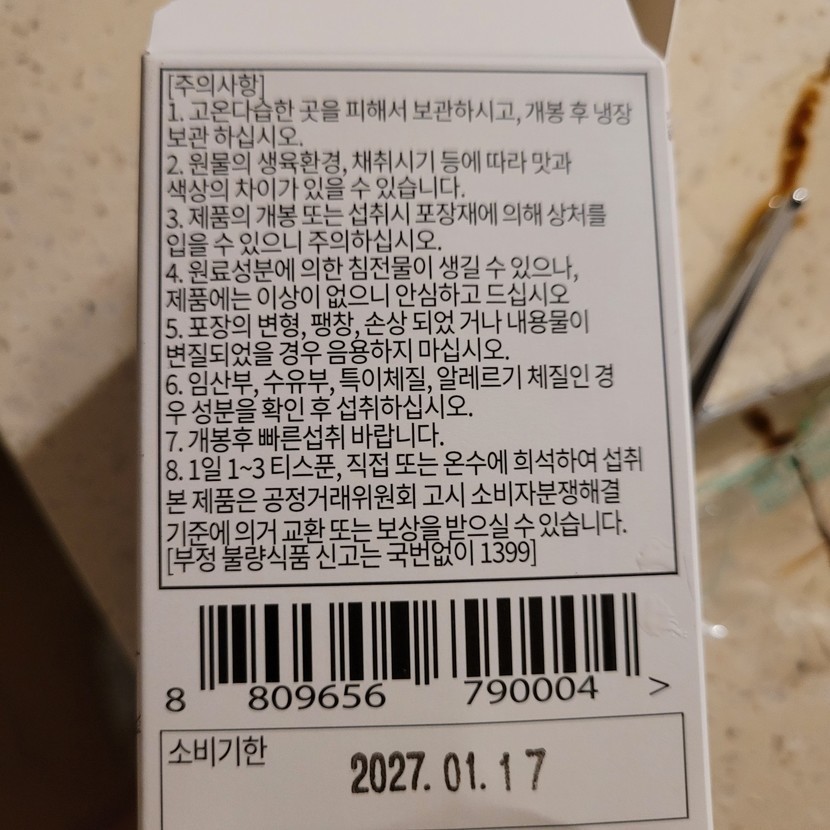 [주의사항]
1. 고온다습한 곳을 피해서 보관하시고, 개봉 후 냉장
보관 하십시오.
2. 원물의 생육환경, 채취시기 등에 따라 맛과
색상의 차이가 있을 수 있습니다.
3. 제품의 개봉 또는 섭취시 포장재에 의해 상처를
입을 수 있으니 주의하십시오.
4. 원료성분에 의한 침전물이 생길 수 있으나,
제품에는 이상이 없으니 안심하고 드십시오
5. 포장의 변형, 팽창, 손상 되었 거나 내용물이
변질되었을 경우 음용하지 마십시오.
6. 임산부, 수유부, 특이체질, 알레르기 체질인 경
우 성분을 확인 후 섭취하십시오.
7. 개봉후 빠른섭취 바랍니다.
8. 1일 1~3 티스푼, 직접 또는 온수에 희석하여 섭취
본 제품은 공정거래위원회 고시 소비자분쟁해결
기준에 의거 교환 또는 보상을 받으실 수 있습니다.
[부정 불량식품 신고는 국번없이 1399]
8 809656 790004 >
소비기한
2027. 01. 17